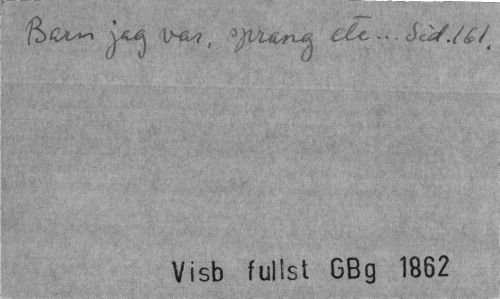 Barn jag var, sprang etc... Sid. 161.
Visb fullst GBg 1862